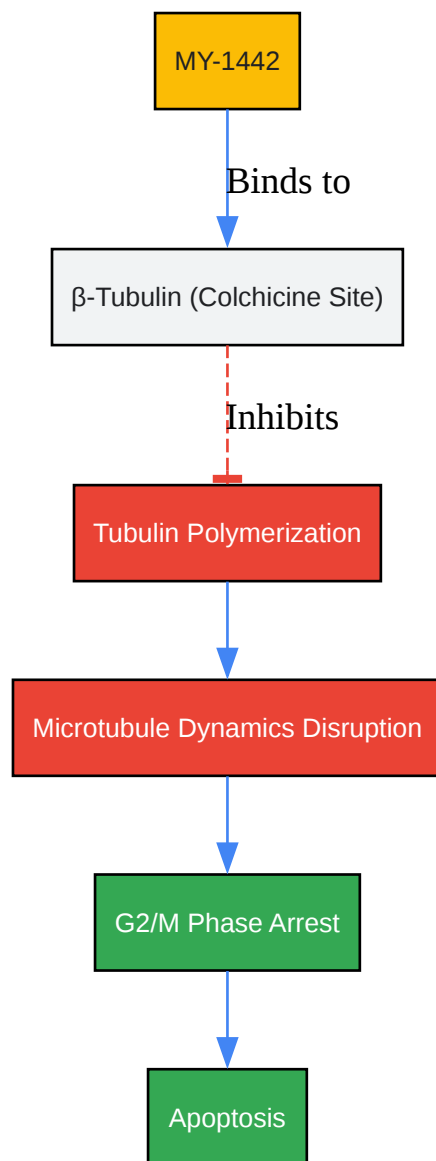 MY-1442
Binds to
β-Tubulin (Colchicine Site)
Inhibits
Tubulin Polymerization
Microtubule Dynamics Disruption
G2/M Phase Arrest
Apoptosis